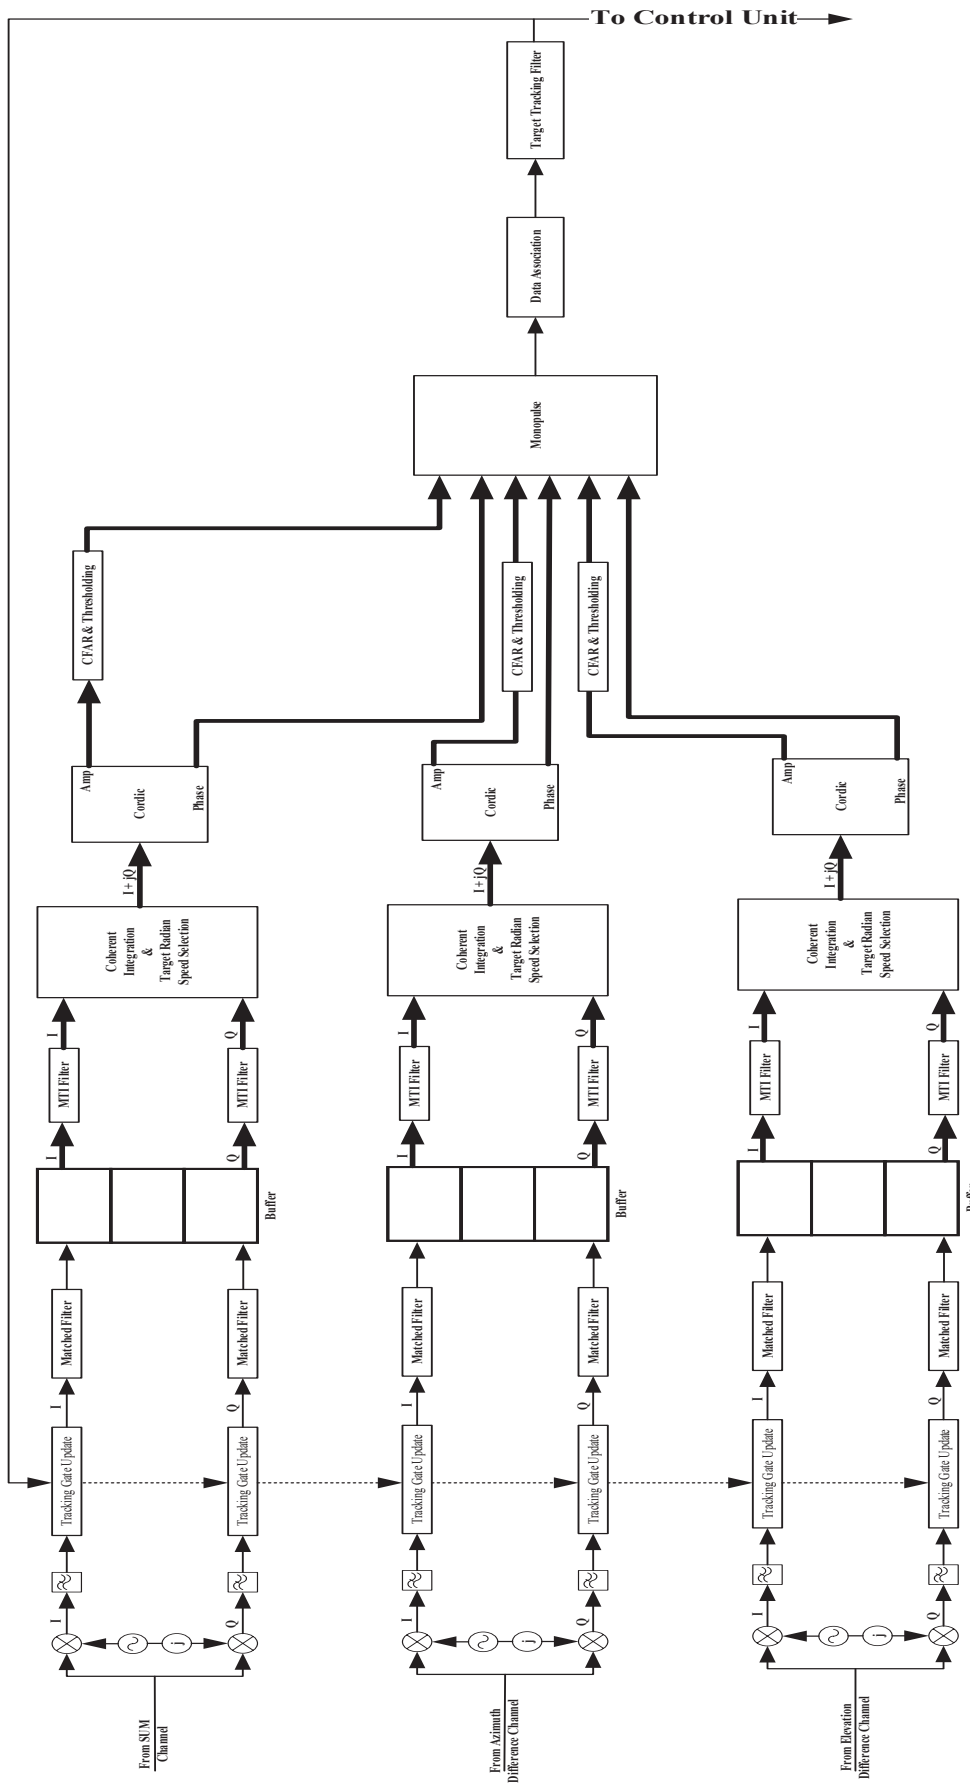 To Control Unit
From SUM
Channel
I
Q
j
Tracking Gate Update
Tracking Gate Update
I
Q
Matched Filter
Matched Filter
Buffer
I
Q
MTI Filter
MTI Filter
I
Q
Coherent
Integration
&
Target Radian
Speed Selection
I + jQ
Cordic
Amp
Phase
CFAR & Thresholding
From Azimuth
Difference Channel
I
Q
j
Tracking Gate Update
Tracking Gate Update
I
Q
Matched Filter
Matched Filter
Buffer
I
Q
MTI Filter
MTI Filter
I
Q
Coherent
Integration
&
Target Radian
Speed Selection
I + jQ
Cordic
Amp
Phase
CFAR & Thresholding
From Elevation
Difference Channel
I
Q
j
Tracking Gate Update
Tracking Gate Update
I
Q
Matched Filter
Matched Filter
I
Q
MTI Filter
MTI Filter
I
Q
Coherent
Integration
&
Target Radian
Speed Selection
I + jQ
Cordic
Amp
Phase
CFAR & Thresholding
Monopulse
Data Association
Target Tracking Filter